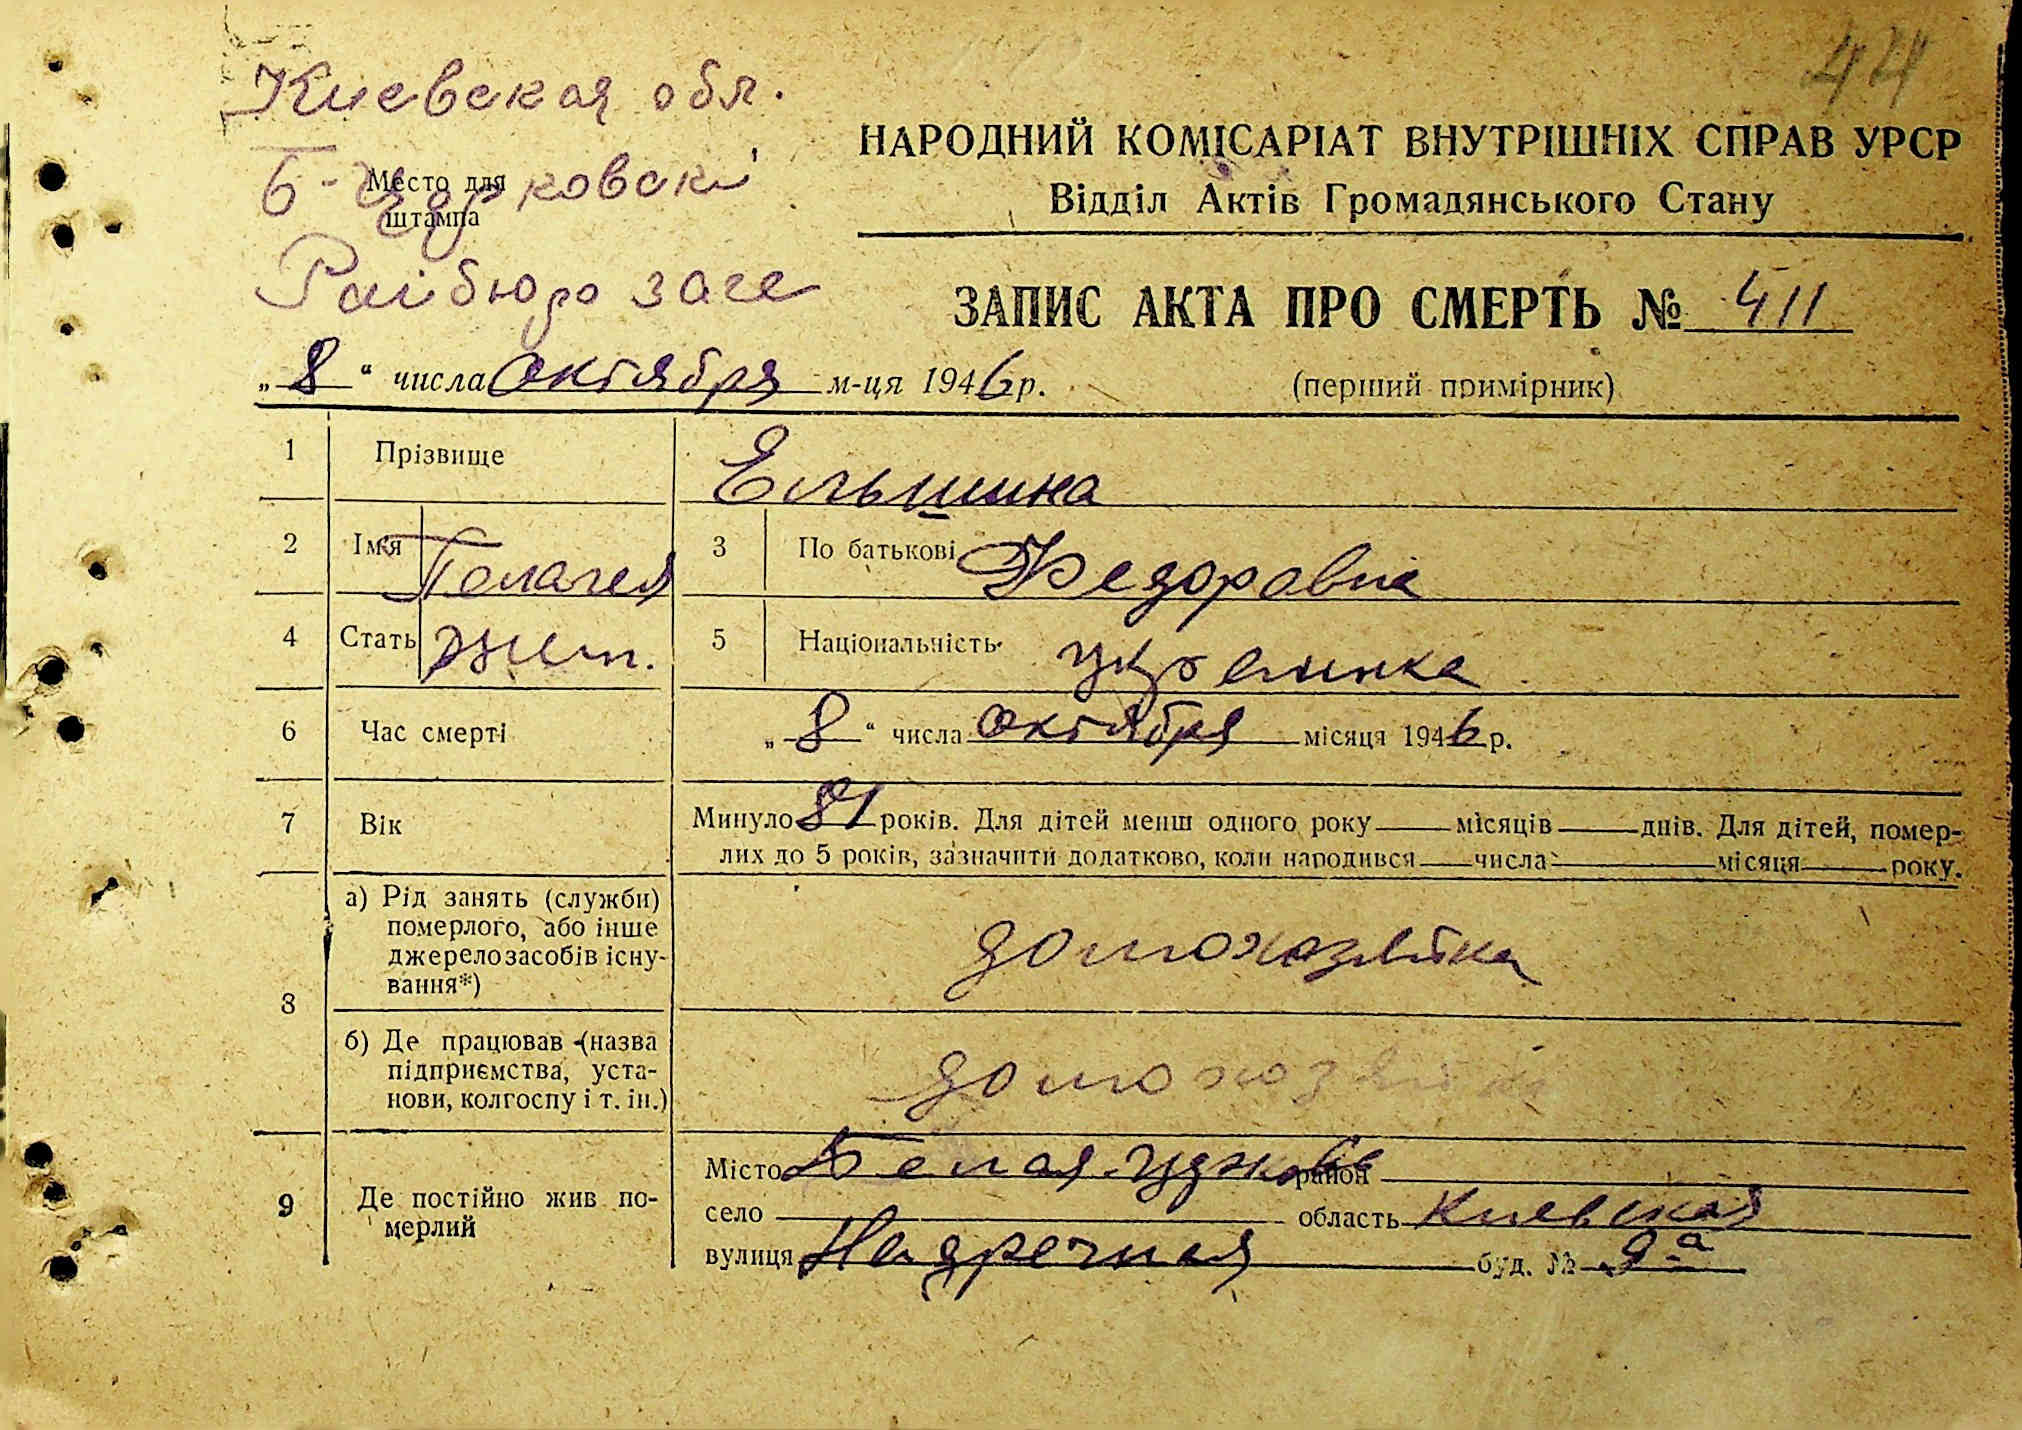 44
Киевская обл.
Б-Церковскі
Место для
штампа
Райбюро загс
НАРОДНИЙ КОМІСАРІАТ ВНУТРІШНІХ СПРАВ УРСР
Відділ Актів Громадянського Стану
ЗАПИС АКТА ПРО СМЕРТЬ № 411
„8“ числа октября м-ця 1946 р.
(перший примірник)
1 Прізвище Ельшина
2 Імя Пелагея 3 По батькові Федоровна
4 Стать жен. 5 Національність украинка
6 Час смерті „8“ числа октября місяця 1946 р.
7 Вік Минуло 81 років. Для дітей менш одного року місяців днів. Для дітей, помер-
лих до 5 років, зазначити додатково, коли народився числа місяця року.
8 а) Рід занять (служби)
померлого, або інше
джерело засобів існу-
вання*)
домохозяйка
б) Де працював (назва
підприємства, уста-
нови, колгоспу і т. ін.)
домохозяйка
9 Де постійно жив по-
мерлий
Місто Белая Церковь район
село область Киевская
вулиця Надречная буд. № 9а